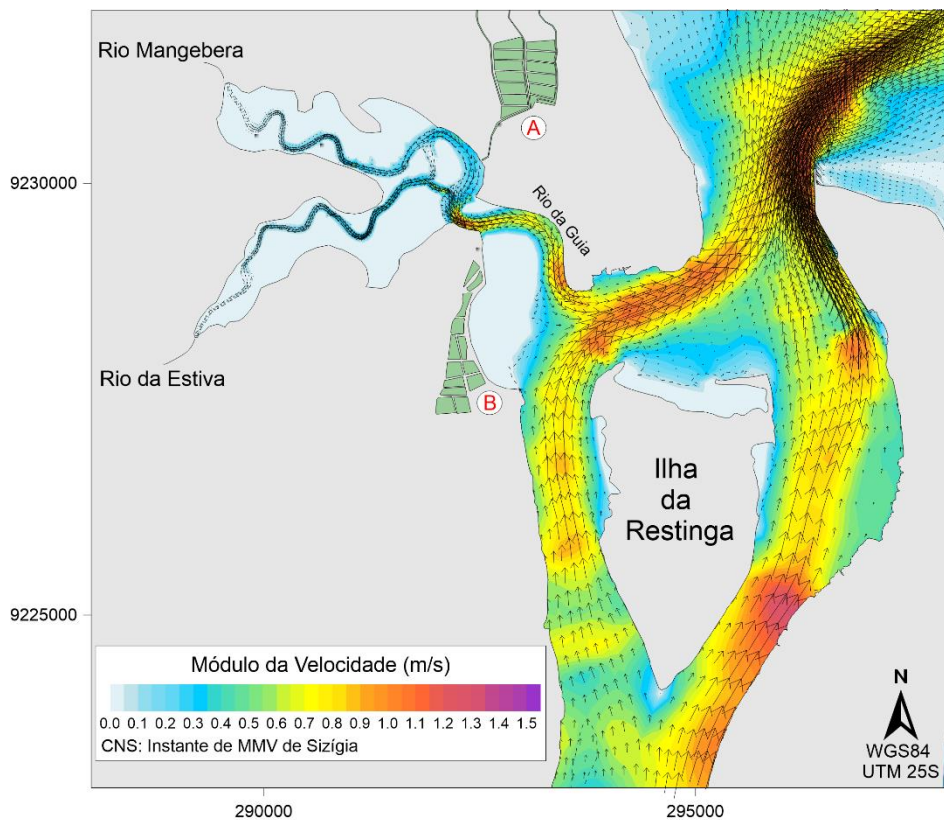 Rio Mangebera
A
9230000
Rio da Guia
Rio da Estiva
B
Ilha
da
Restinga
9225000
Módulo da Velocidade (m/s)
0.0 0.1 0.2 0.3 0.4 0.5 0.6 0.7 0.8 0.9 1.0 1.1 1.2 1.3 1.4 1.5
CNS: Instante de MMV de Sizígia
N
WGS84
UTM 25S
290000 295000